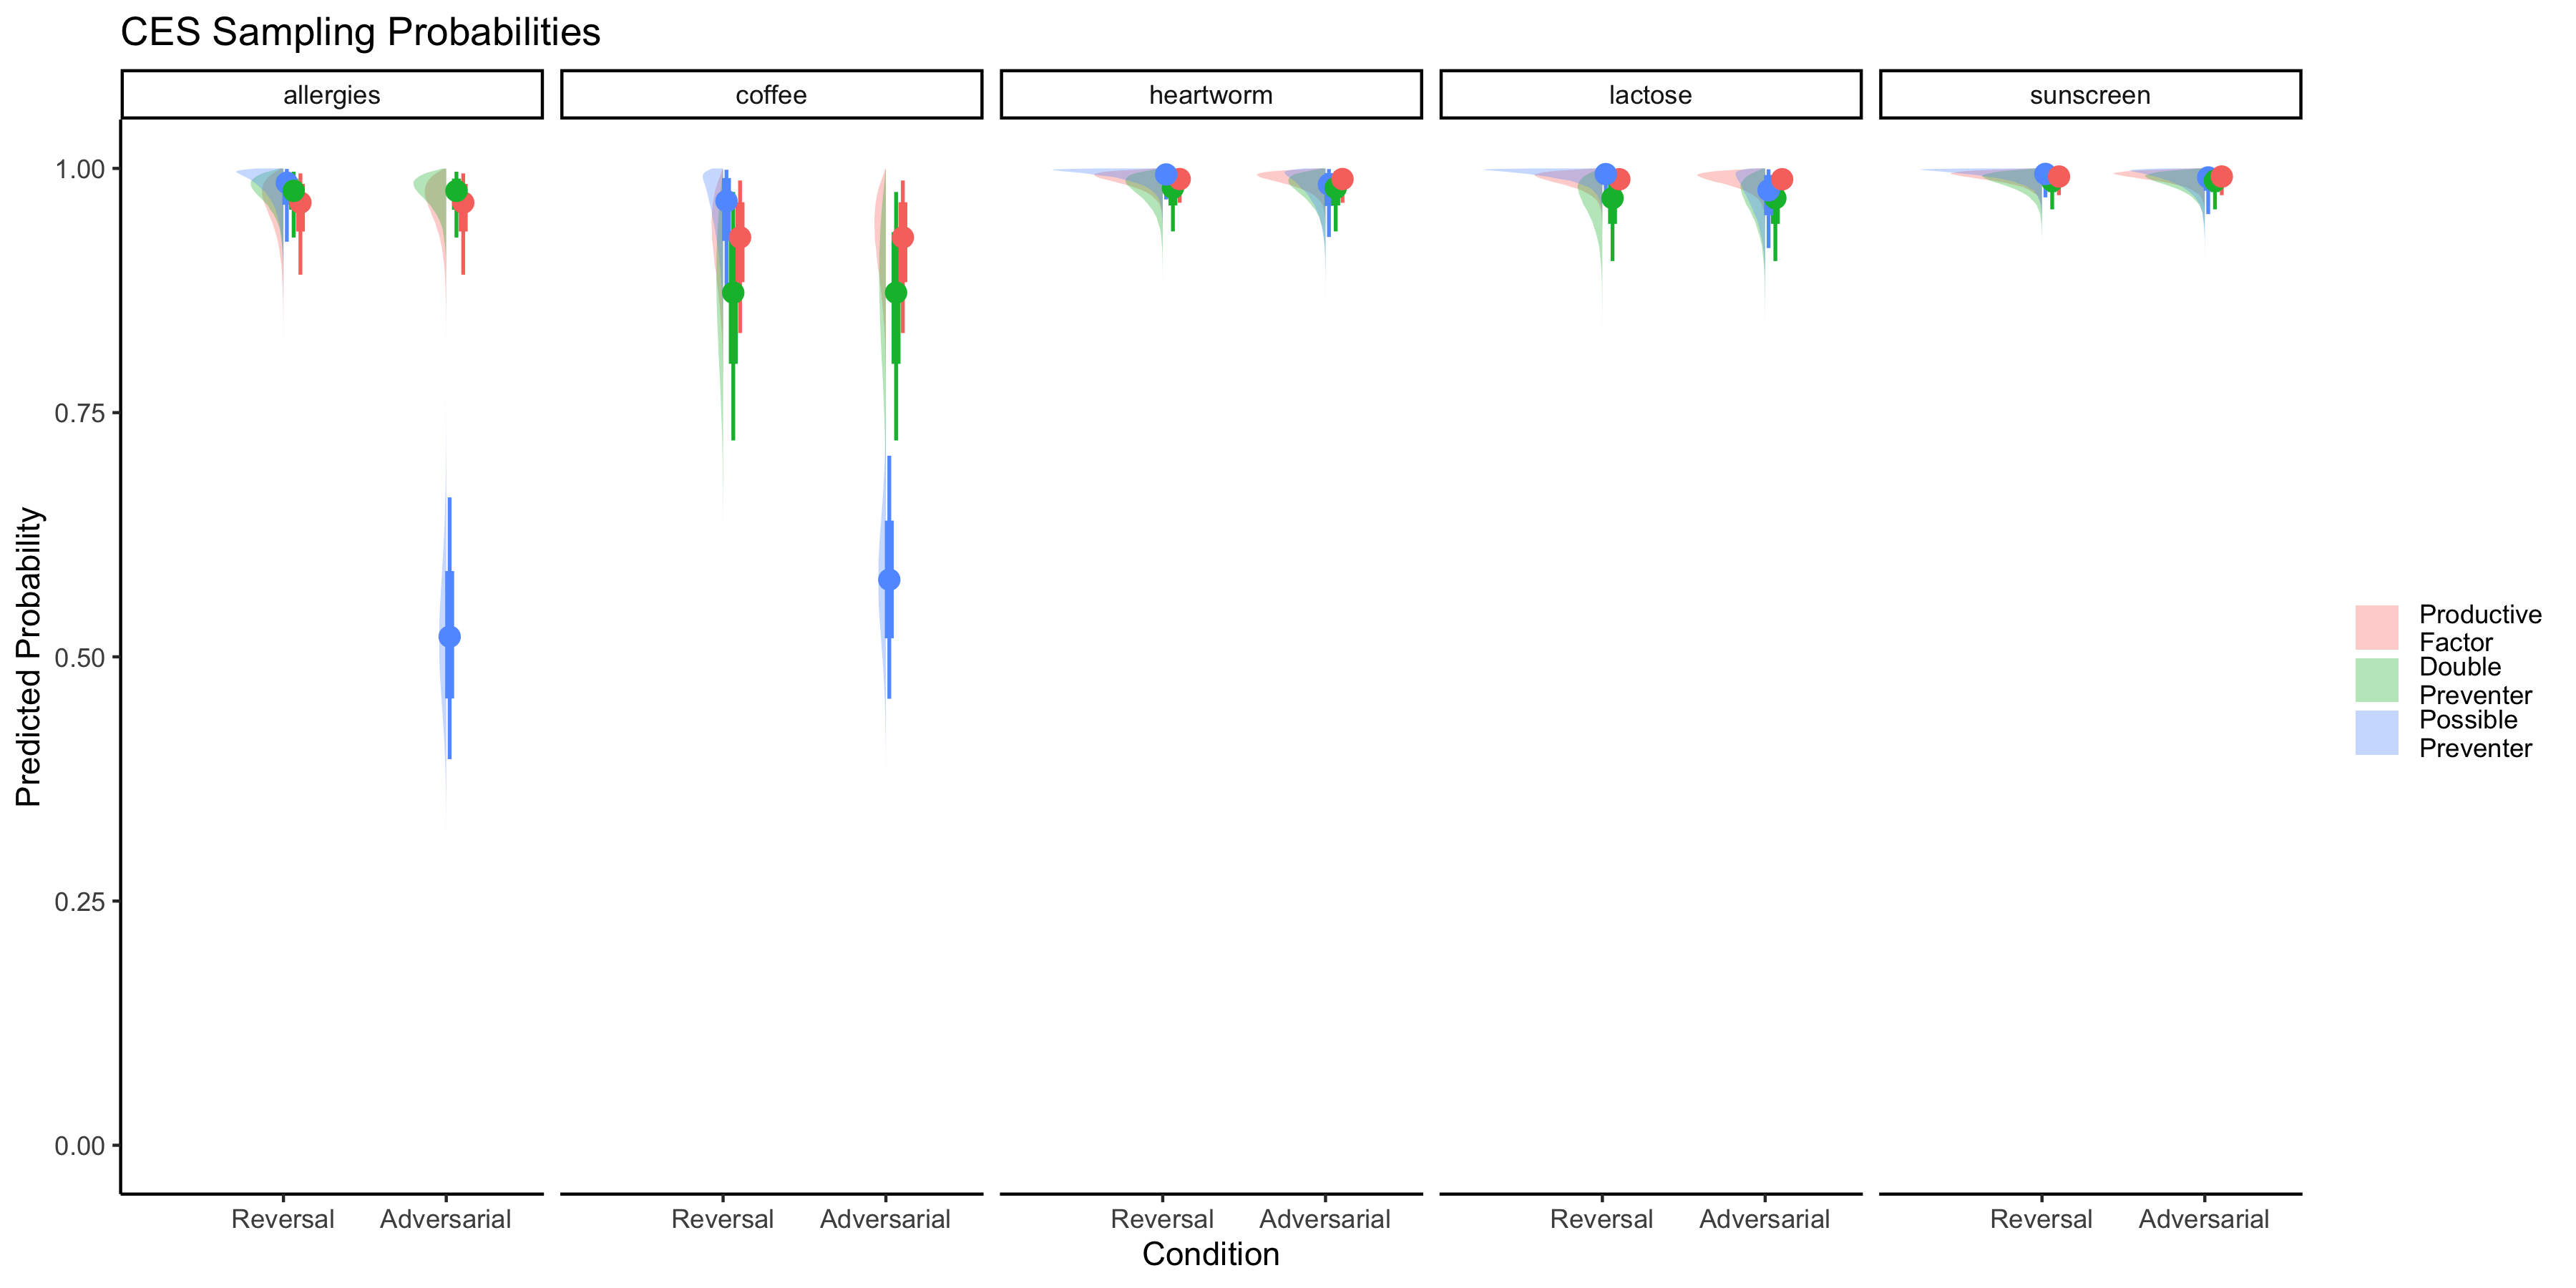 CES Sampling Probabilities
allergies
coffee
heartworm
lactose
sunscreen
1.00
0.75
0.50
0.25
0.00
Predicted Probability
Reversal
Adversarial
Reversal
Adversarial
Reversal
Adversarial
Reversal
Adversarial
Reversal
Adversarial
Condition
Productive
Factor
Double
Preventer
Possible
Preventer